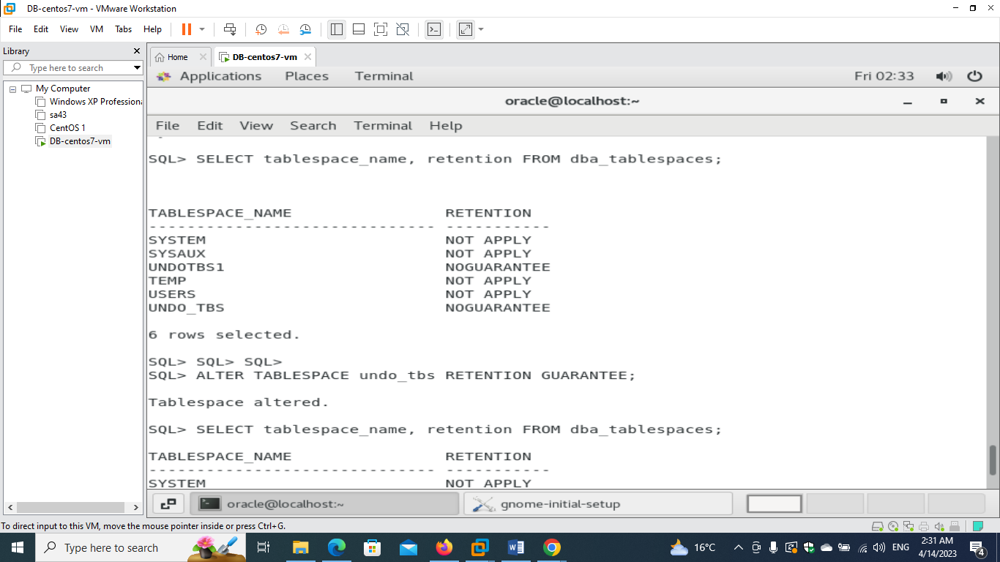 DB-centos7-vm - VMware Workstation
File Edit View VM Tabs Help
Library
Type here to search
My Computer
Windows XP Professiona
sa43
CentOS 1
DB-centos7-vm
Home DB-centos7-vm
Applications Places Terminal Fri 02:33
oracle@localhost:~
File Edit View Search Terminal Help
SQL> SELECT tablespace_name, retention FROM dba_tablespaces;
TABLESPACE_NAME RETENTION
------------------------------ -----------
SYSTEM NOT APPLY
SYSAUX NOT APPLY
UNDOTBS1 NOGUARANTEE
TEMP NOT APPLY
USERS NOT APPLY
UNDO_TBS NOGUARANTEE
6 rows selected.
SQL> SQL> SQL>
SQL> ALTER TABLESPACE undo_tbs RETENTION GUARANTEE;
Tablespace altered.
SQL> SELECT tablespace_name, retention FROM dba_tablespaces;
TABLESPACE_NAME RETENTION
------------------------------ -----------
SYSTEM NOT APPLY
oracle@localhost:~ gnome-initial-setup
To direct input to this VM, move the mouse pointer inside or press Ctrl+G.
Type here to search
16°C
ENG
2:31 AM
4/14/2023
4